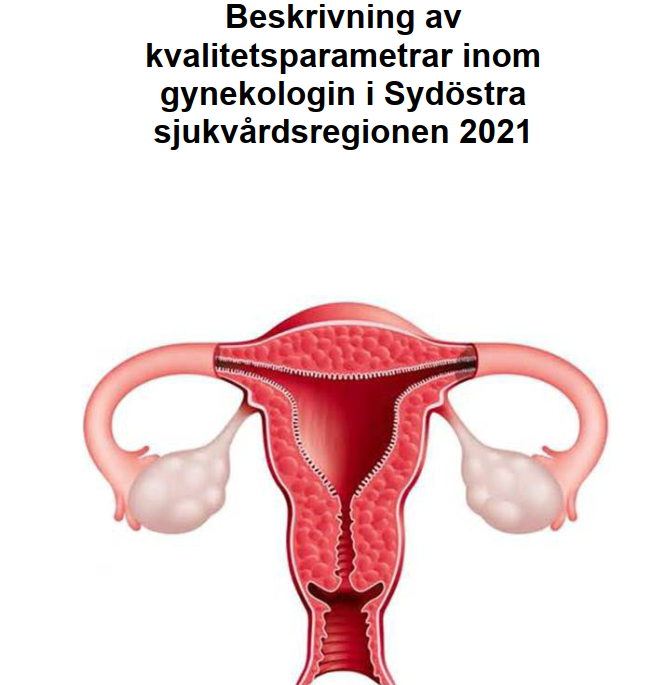 Beskrivning av
kvalitetsparametrar inom
gynekologin i Sydöstra
sjukvårdsregionen 2021